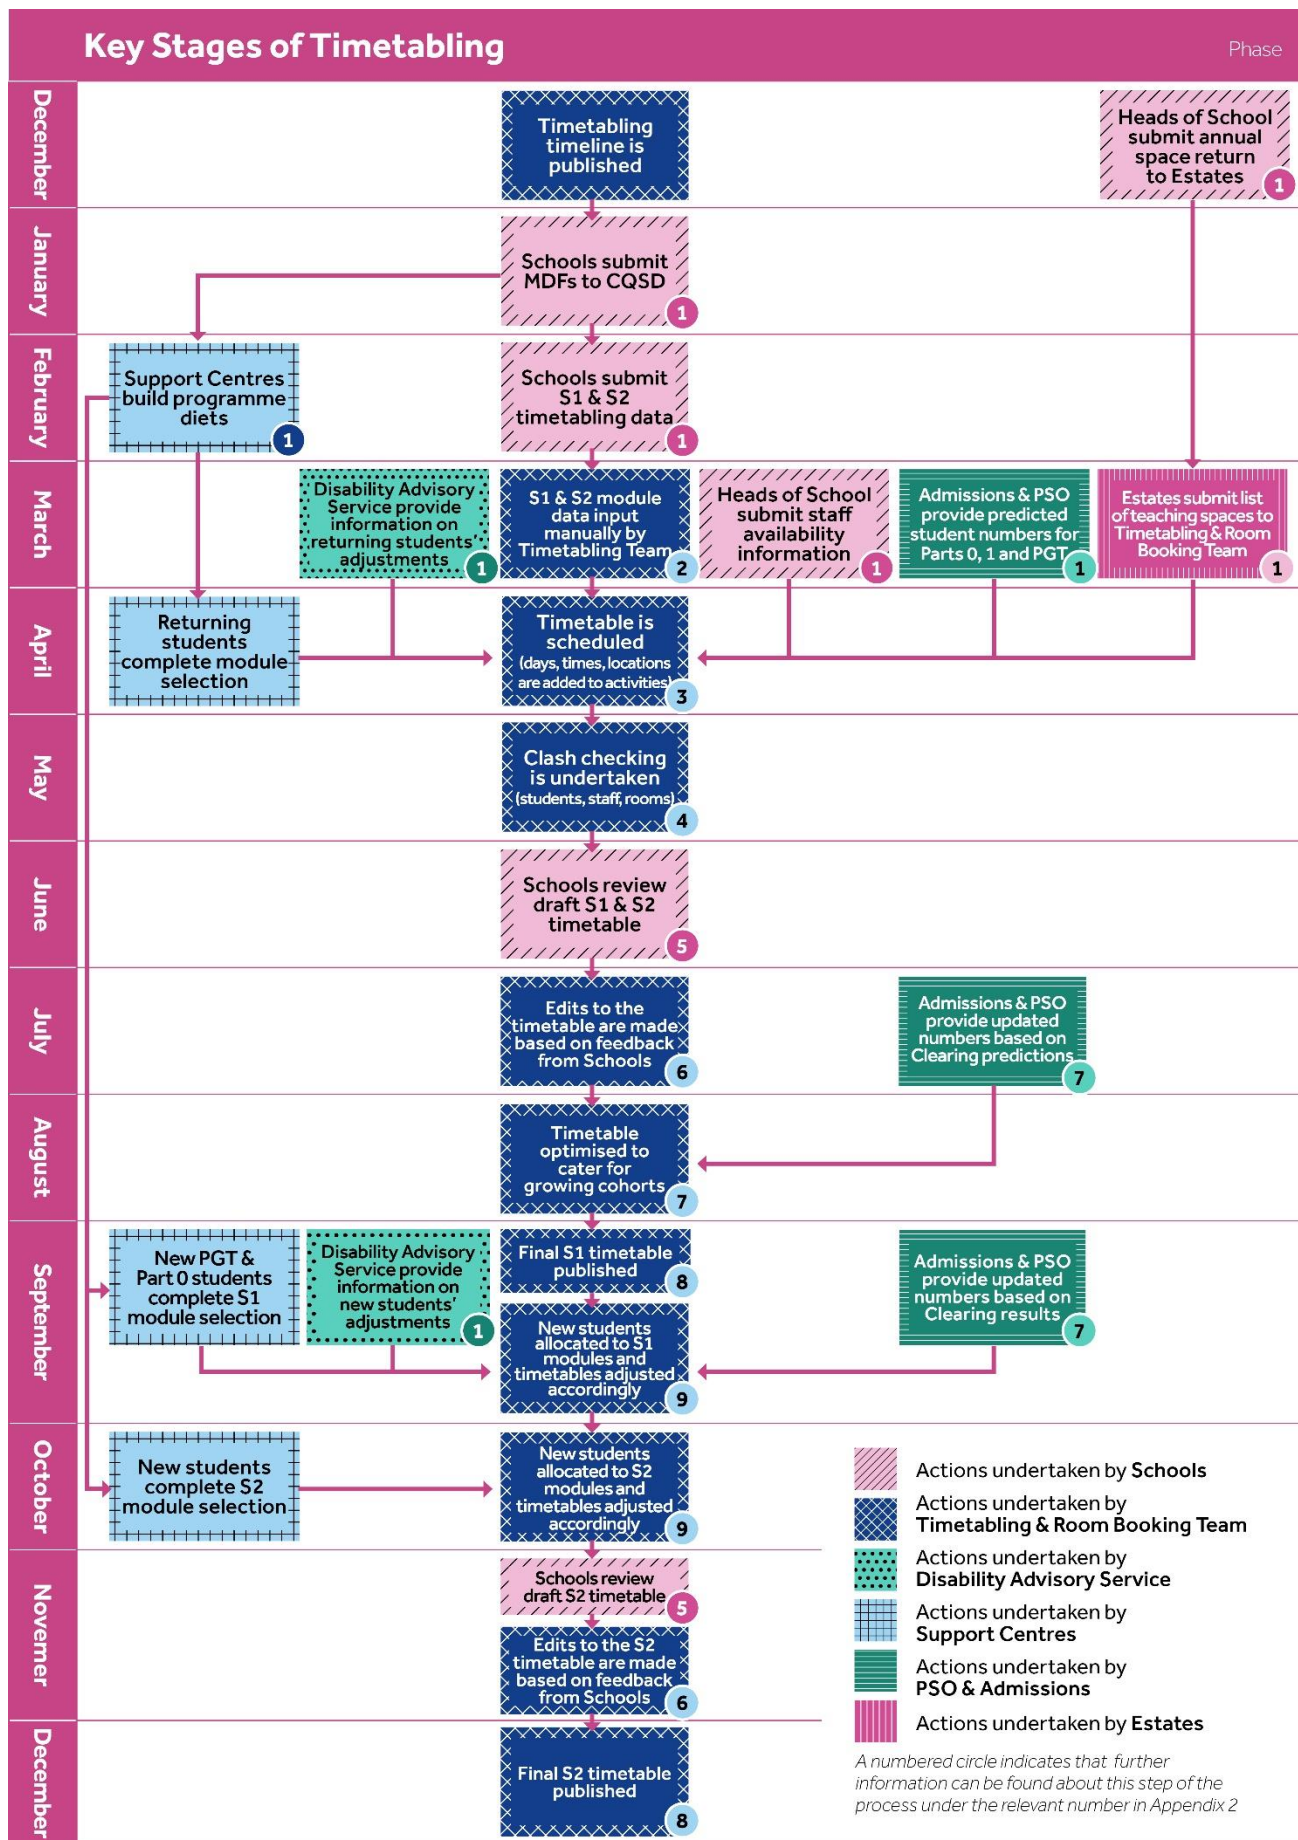 Key Stages of Timetabling
Phase
December
Timetabling
timeline is
published
Heads of School
submit annual
space return
to Estates
1
January
Schools submit
MDFs to CQSD
1
February
Support Centres
build programme
diets
1
Schools submit
S1 & S2
timetabling data
1
March
Disability Advisory
Service provide
information on
returning students'
adjustments
1
S1 & S2 module
data input
manually by
Timetabling Team
2
Heads of School
submit staff
availability
information
1
Admissions & PSO
provide predicted
student numbers for
Parts 0, 1 and PGT
1
Estates submit list
of teaching spaces to
Timetabling & Room
Booking Team
1
April
Returning
students
complete module
selection
Timetable is
scheduled
(days, times, locations
are added to activities)
3
May
Clash checking
is undertaken
(students, staff, rooms)
4
June
Schools review
draft S1 & S2
timetable
5
July
Edits to the
timetable are made
based on feedback
from Schools
6
Admissions & PSO
provide updated
numbers based on
Clearing predictions
7
August
Timetable
optimised to
cater for
growing cohorts
7
September
New PGT &
Part 0 students
complete S1
module selection
Disability Advisory
Service provide
information on
new students'
adjustments
1
Final S1 timetable
published
8
New students
allocated to S1
modules and
timetables adjusted
accordingly
9
Admissions & PSO
provide updated
numbers based on
Clearing results
7
October
New students
complete S2
module selection
New students
allocated to S2
modules and
timetables adjusted
accordingly
9
Novemer
Schools review
draft S2 timetable
5
Edits to the S2
timetable are made
based on feedback
from Schools
6
December
Final S2 timetable
published
8
Actions undertaken by Schools
Actions undertaken by
Timetabling & Room Booking Team
Actions undertaken by
Disability Advisory Service
Actions undertaken by
Support Centres
Actions undertaken by
PSO & Admissions
Actions undertaken by Estates
A numbered circle indicates that further
information can be found about this step of the
process under the relevant number in Appendix 2